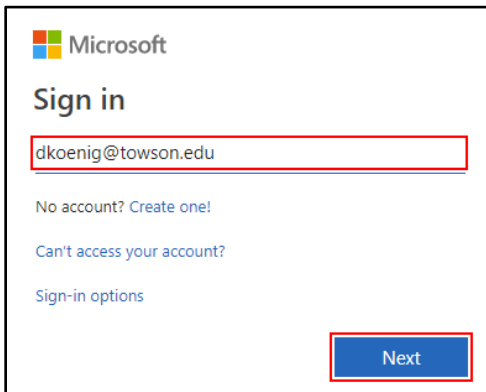 Microsoft
Sign in
dkoenig@towson.edu
No account? Create one!
Can't access your account?
Sign-in options
Next